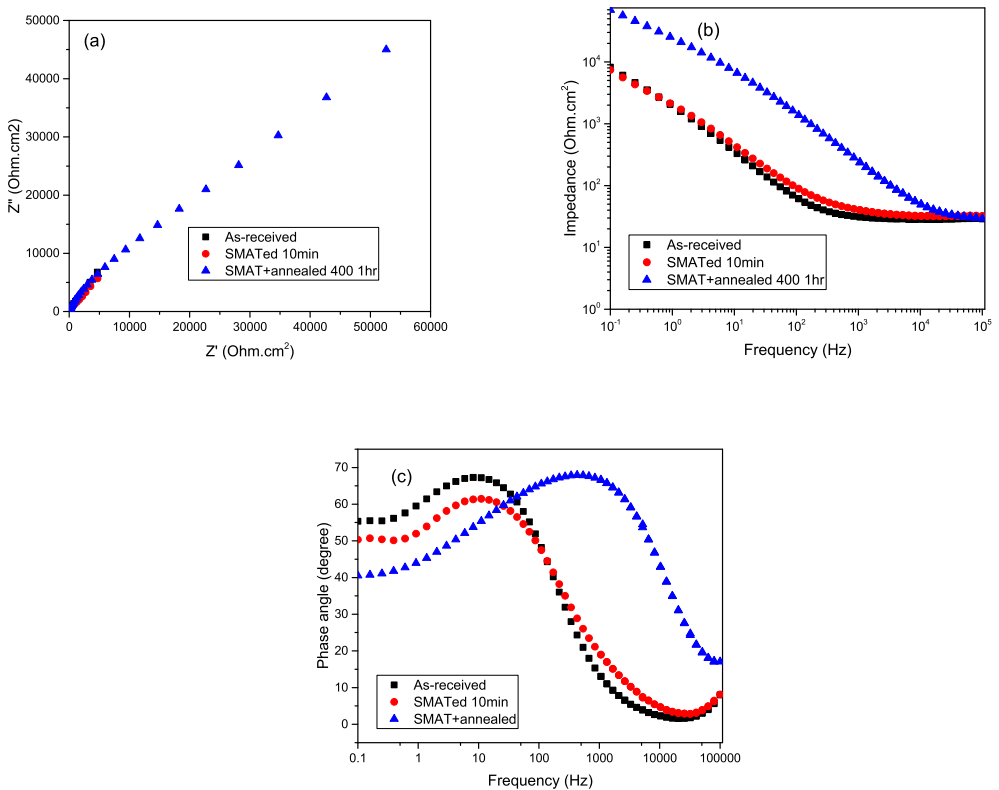 (a)
50000
40000
30000
20000
10000
0
Z'' (Ohm.cm2)
As-received
SMATed 10min
SMAT+annealed 400 1hr
0 10000 20000 30000 40000 50000 60000
Z' (Ohm.cm²)
(b)
10⁴
10³
10²
10¹
10⁰
Impedance (Ohm.cm²)
As-received
SMATed 10min
SMAT+annealed 400 1hr
10⁻¹ 10⁰ 10¹ 10² 10³ 10⁴ 10⁵
Frequency (Hz)
(c)
70
60
50
40
30
20
10
0
Phase angle (degree)
As-received
SMATed 10min
SMAT+annealed
0.1 1 10 100 1000 10000 100000
Frequency (Hz)